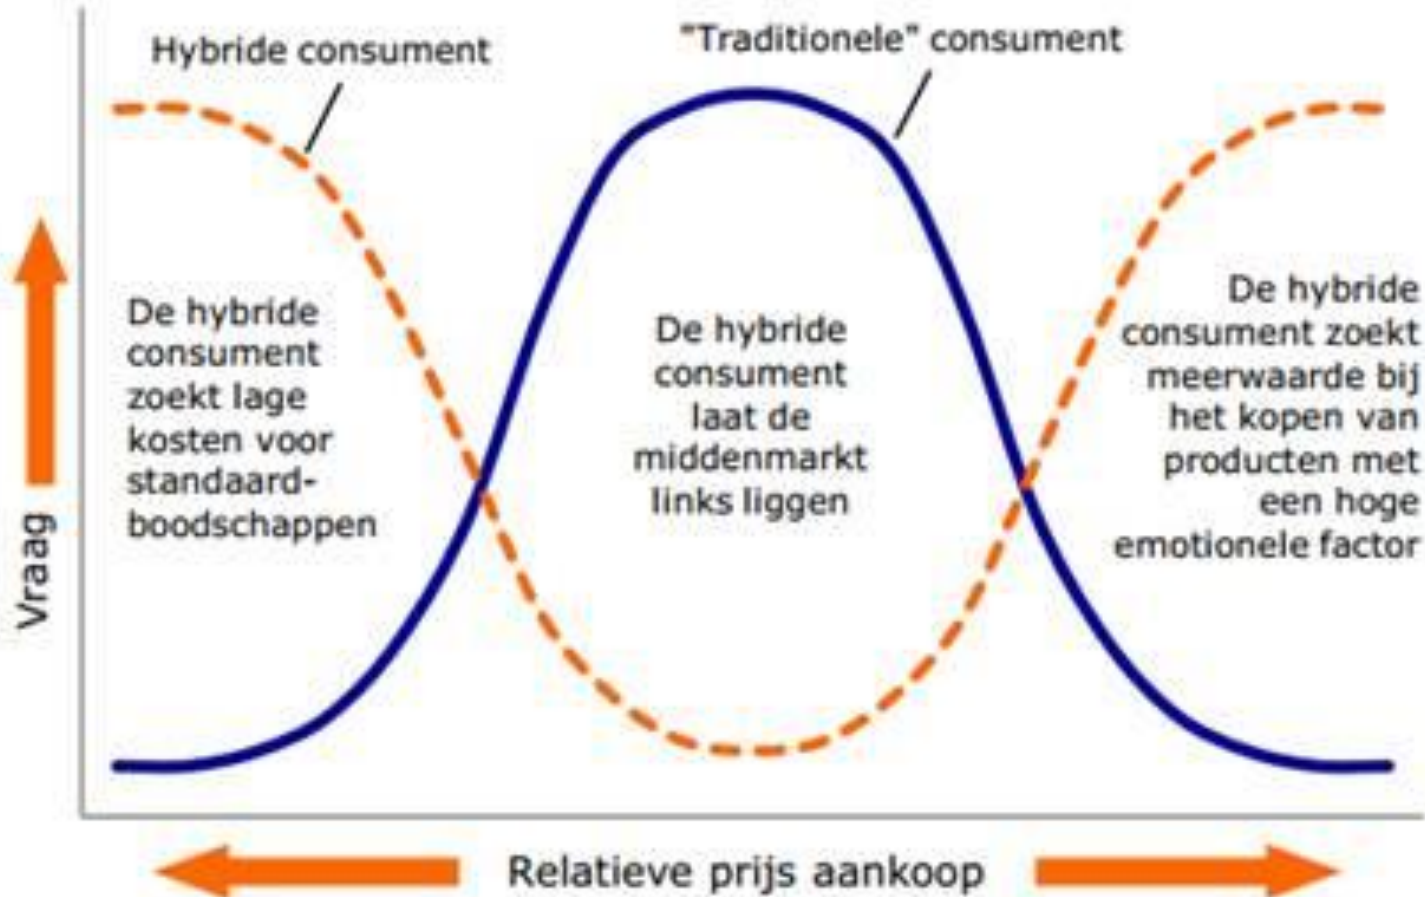 Hybride consument
"Traditionele" consument
De hybride
consument
zoekt lage
kosten voor
standaard-
boodschappen
De hybride
consument
laat de
middenmarkt
links liggen
De hybride
consument zoekt
meerwaarde bij
het kopen van
producten met
een hoge
emotionele factor
Vraag
Relatieve prijs aankoop